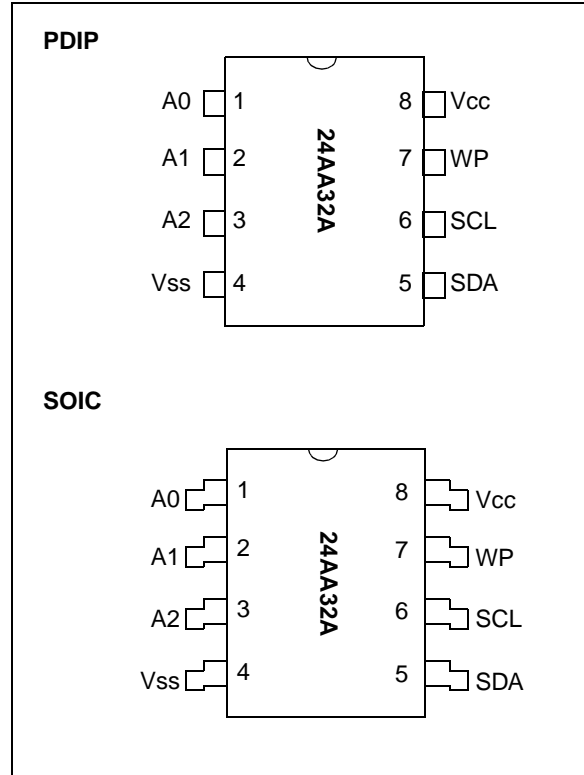 PDIP
A0 1 8 Vcc
A1 2 7 WP
A2 3 6 SCL
Vss 4 5 SDA
24AA32A
SOIC
A0 1 8 Vcc
A1 2 7 WP
A2 3 6 SCL
Vss 4 5 SDA
24AA32A